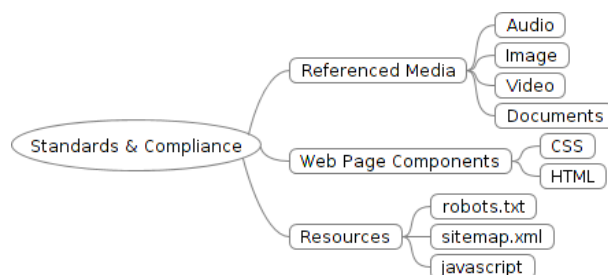 Standards & Compliance
Referenced Media
Audio
Image
Video
Documents
Web Page Components
CSS
HTML
Resources
robots.txt
sitemap.xml
javascript